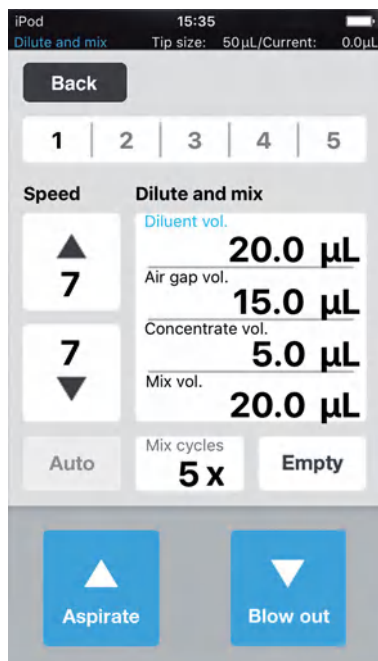 iPod 15:35
Dilute and mix Tip size: 50µL/Current: 0.0µL
Back
1 2 3 4 5
Speed Dilute and mix
Diluent vol.
20.0 µL
7
Air gap vol.
15.0 µL
Concentrate vol.
7
5.0 µL
Mix vol.
20.0 µL
Auto
Mix cycles
5 x
Empty
Aspirate Blow out